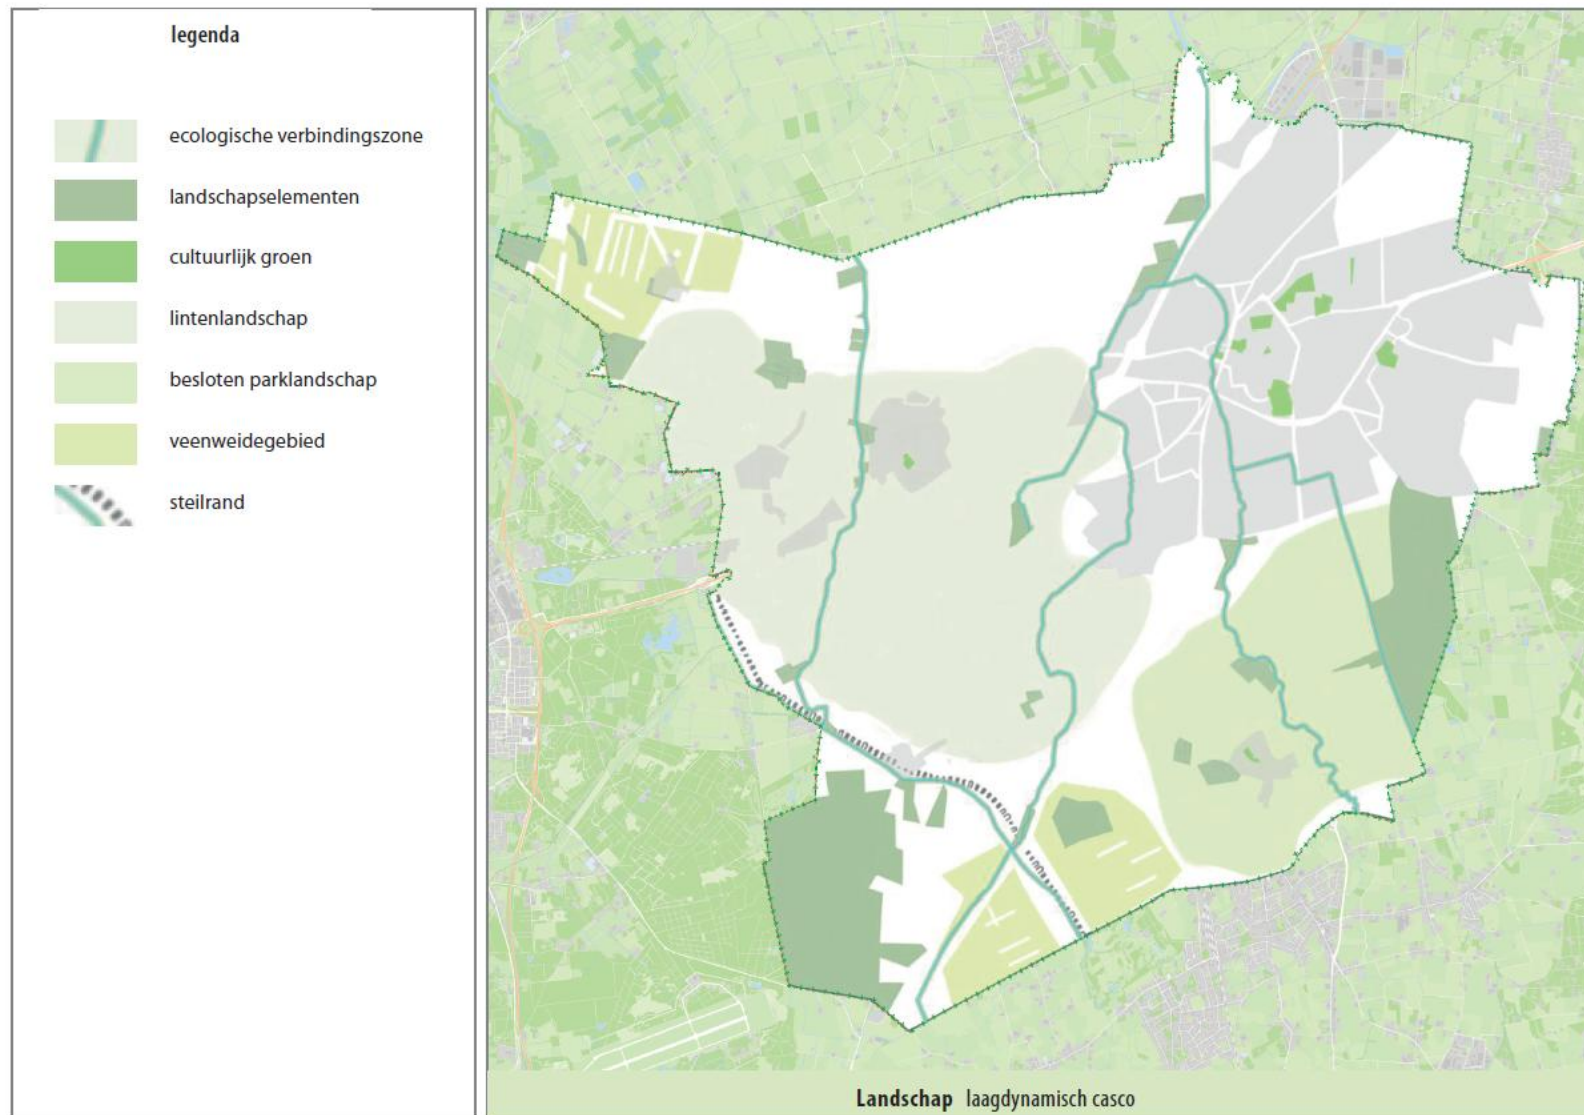 legenda
ecologische verbindingszone
landschapselementen
cultuurlijk groen
lintenlandschap
besloten parklandschap
veenweidegebied
steilrand
Landschap laagdynamisch casco